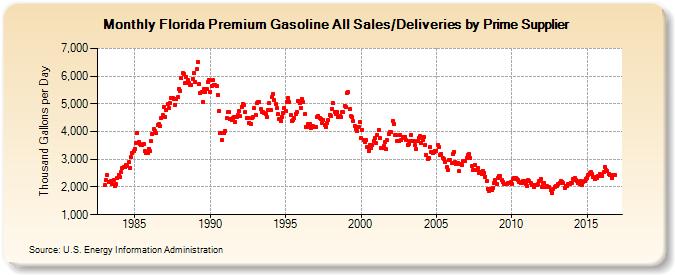 Monthly Florida Premium Gasoline All Sales/Deliveries by Prime Supplier
Thousand Gallons per Day
7,000
6,000
5,000
4,000
3,000
2,000
1,000
1985 1990 1995 2000 2005 2010 2015
Source: U.S. Energy Information Administration